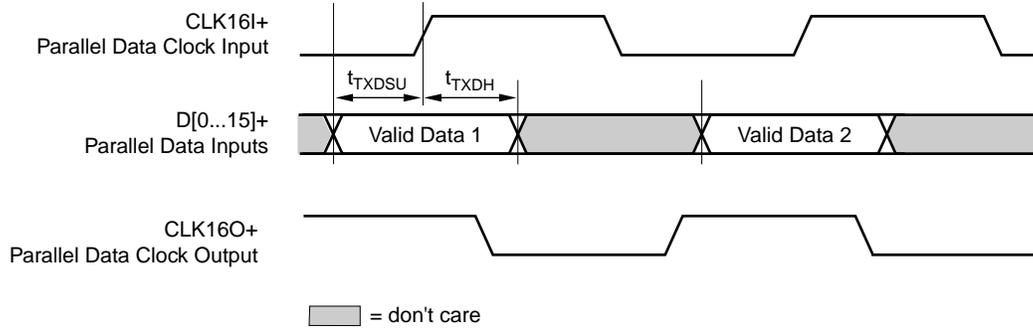 CLK16I+
Parallel Data Clock Input
tTXDSU
tTXDH
D[0...15]+
Parallel Data Inputs
Valid Data 1
Valid Data 2
CLK16O+
Parallel Data Clock Output
= don't care